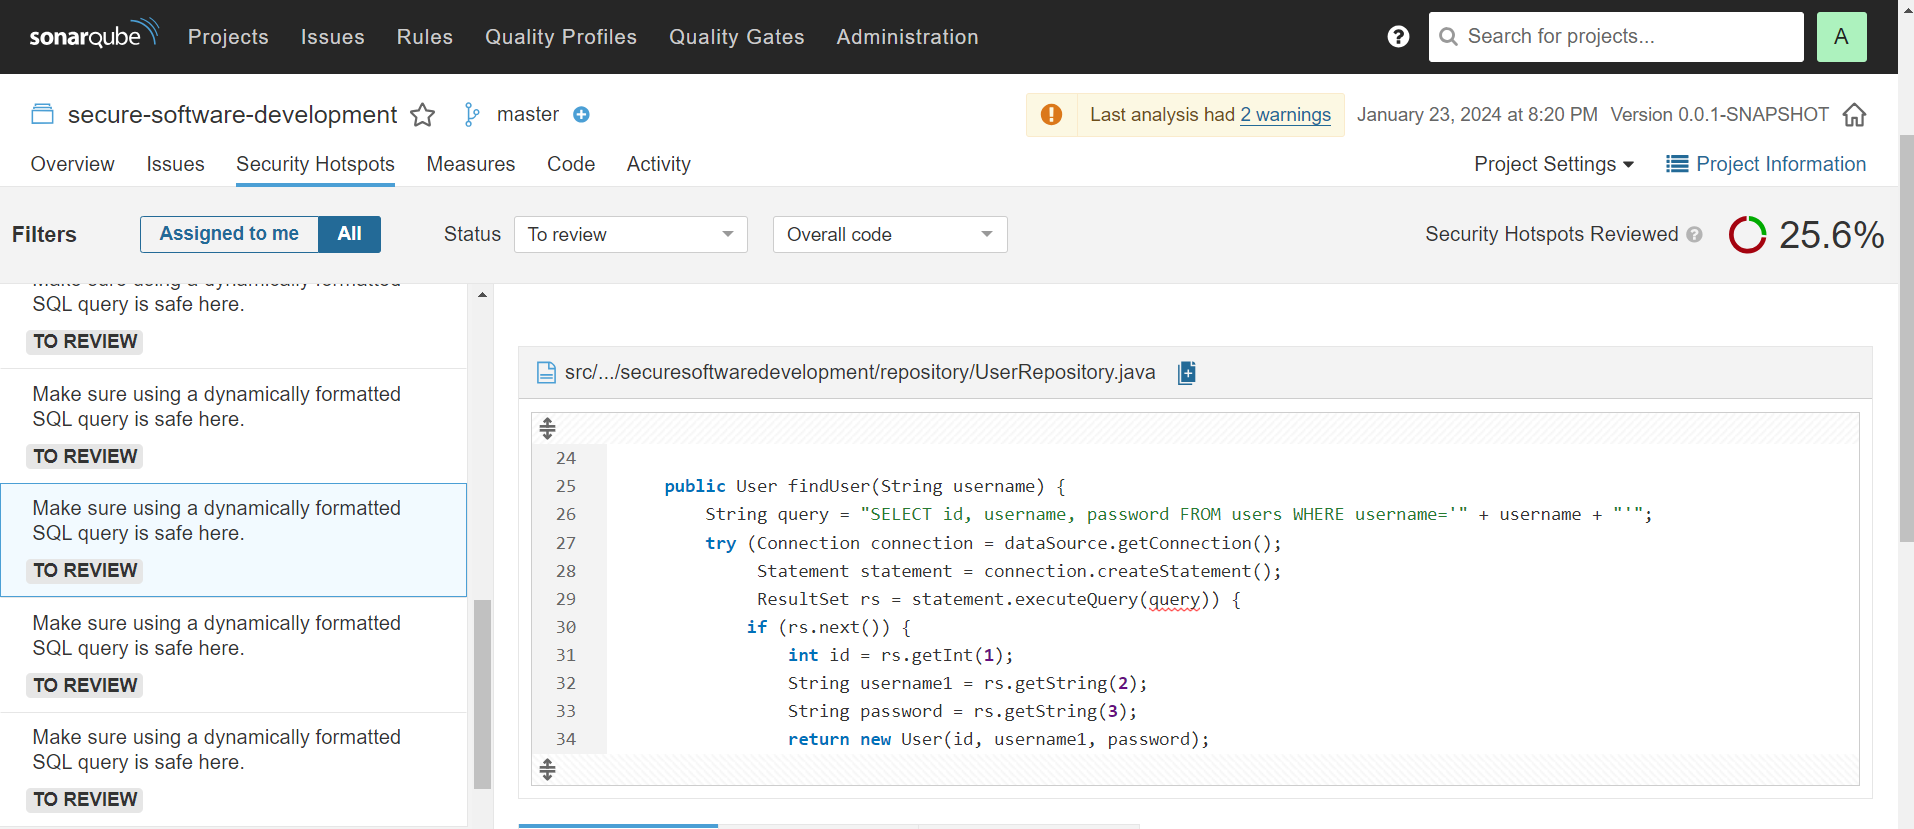 sonarqube Projects Issues Rules Quality Profiles Quality Gates Administration ? Search for projects... A
secure-software-development master Last analysis had 2 warnings January 23, 2024 at 8:20 PM Version 0.0.1-SNAPSHOT
Overview Issues Security Hotspots Measures Code Activity Project Settings Project Information
Filters Assigned to me All Status To review Overall code Security Hotspots Reviewed ? 25.6%
Make sure using a dynamically formatted
SQL query is safe here.
TO REVIEW
Make sure using a dynamically formatted
SQL query is safe here.
TO REVIEW
Make sure using a dynamically formatted
SQL query is safe here.
TO REVIEW
Make sure using a dynamically formatted
SQL query is safe here.
TO REVIEW
Make sure using a dynamically formatted
SQL query is safe here.
TO REVIEW
src/.../securesoftwaredevelopment/repository/UserRepository.java
24
25 public User findUser(String username) {
26 String query = "SELECT id, username, password FROM users WHERE username='" + username + "'";
27 try (Connection connection = dataSource.getConnection();
28 Statement statement = connection.createStatement();
29 ResultSet rs = statement.executeQuery(query)) {
30 if (rs.next()) {
31 int id = rs.getInt(1);
32 String username1 = rs.getString(2);
33 String password = rs.getString(3);
34 return new User(id, username1, password);